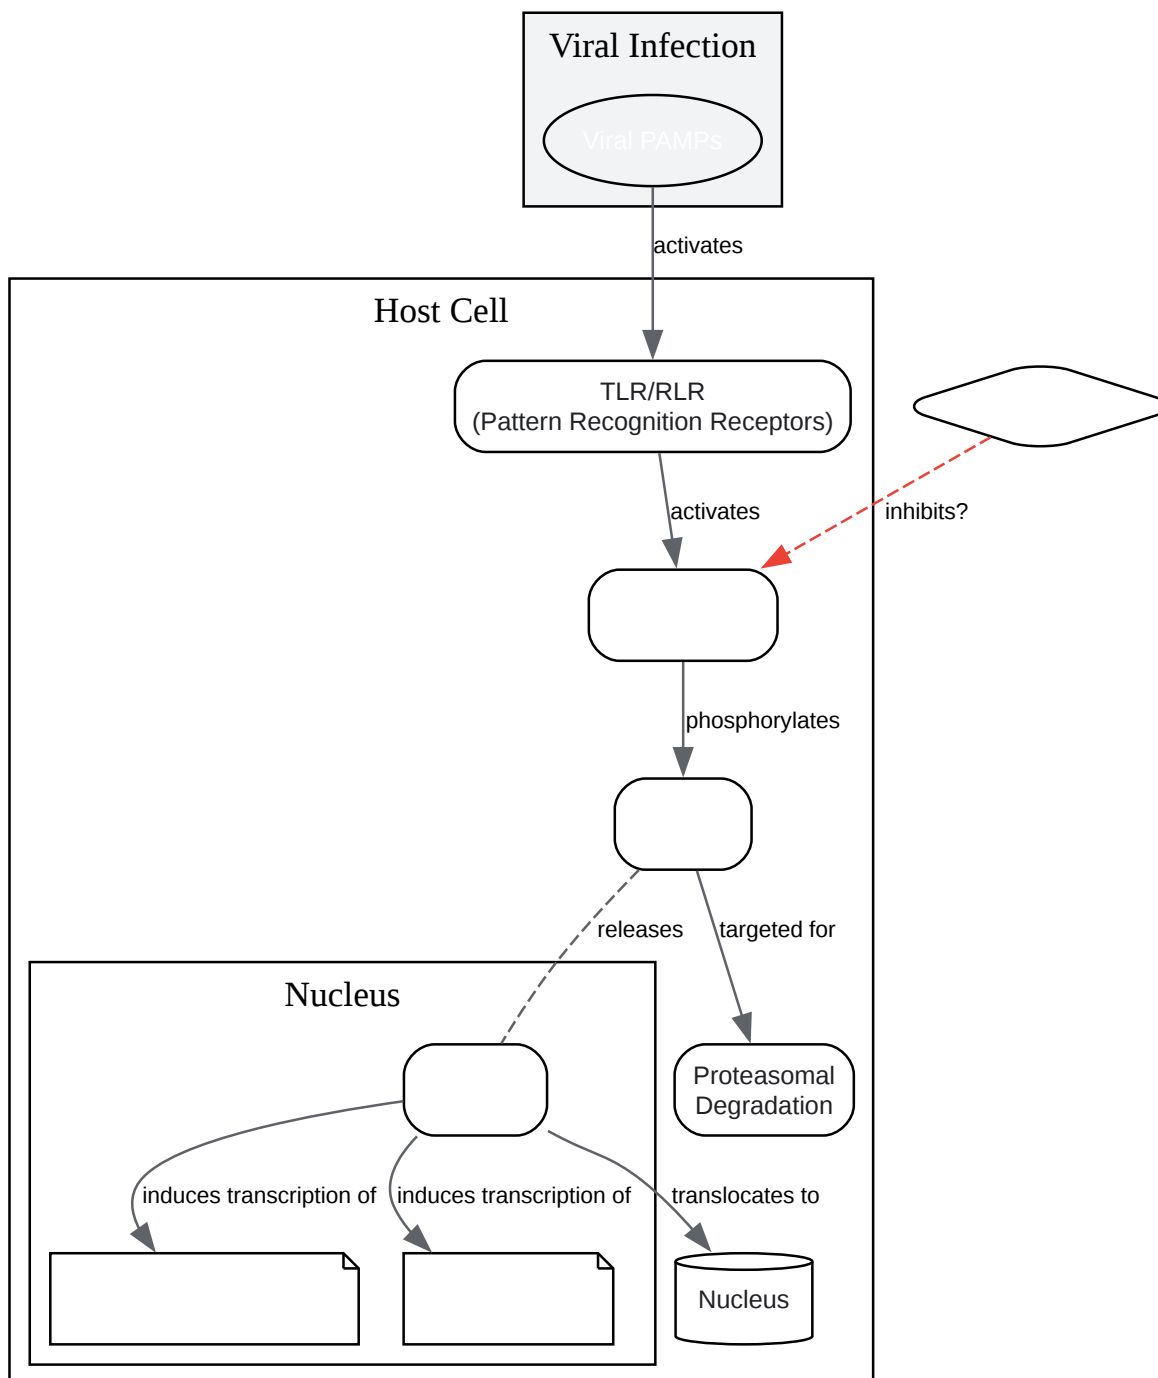 Viral Infection
Viral PAMPs
activates
Host Cell
TLR/RLR
(Pattern Recognition Receptors)
activates
inhibits?
phosphorylates
releases
targeted for
Nucleus
Proteasomal
Degradation
induces transcription of
induces transcription of
translocates to
Nucleus